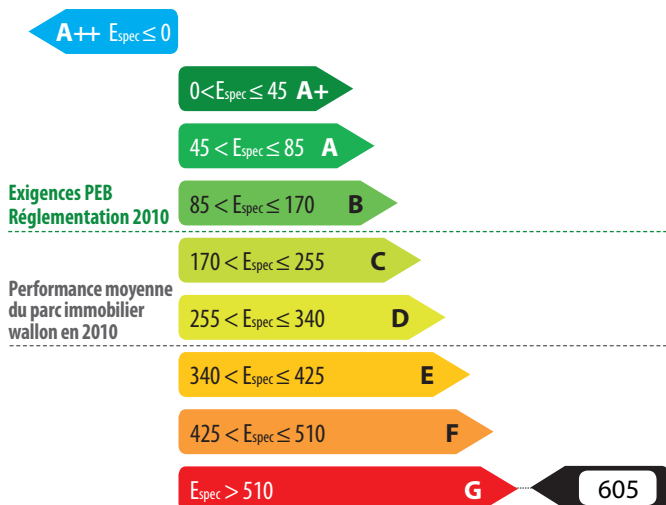 A++ Espec ≤ 0
0 < Espec ≤ 45 A+
45 < Espec ≤ 85 A
Exigences PEB
Réglementation 2010
85 < Espec ≤ 170 B
170 < Espec ≤ 255 C
Performance moyenne
du parc immobilier
wallon en 2010
255 < Espec ≤ 340 D
340 < Espec ≤ 425 E
425 < Espec ≤ 510 F
Espec > 510 G 605